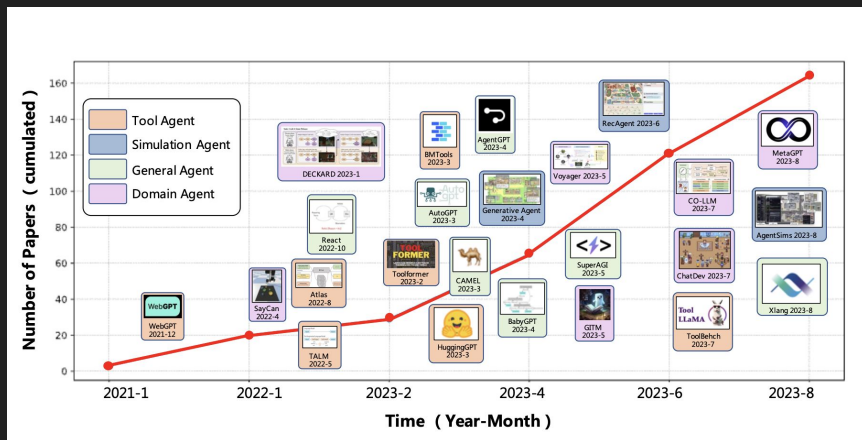 Number of Papers ( cumulated )
160
140
120
100
80
60
40
20
0
Tool Agent
Simulation Agent
General Agent
Domain Agent
WebGPT
WebGPT
2021-12
SayCan
2022-4
TALM
2022-5
Atlas
2022-8
React
2022-10
DECKARD 2023-1
TOOL
FORMER
Toolformer
2023-2
BMTools
2023-3
Auto
gpt
AutoGPT
2023-3
CAMEL
2023-3
HuggingGPT
2023-3
AgentGPT
2023-4
Generative Agent
2023-4
BabyGPT
2023-4
Voyager 2023-5
SuperAGI
2023-5
GITM
2023-5
RecAgent 2023-6
CO-LLM
2023-7
ChatDev 2023-7
Tool
LLaMA
ToolBehch
2023-7
MetaGPT
2023-8
AgentSims 2023-8
Xlang 2023-8
2021-1
2022-1
2023-2
2023-4
2023-6
2023-8
Time ( Year-Month )